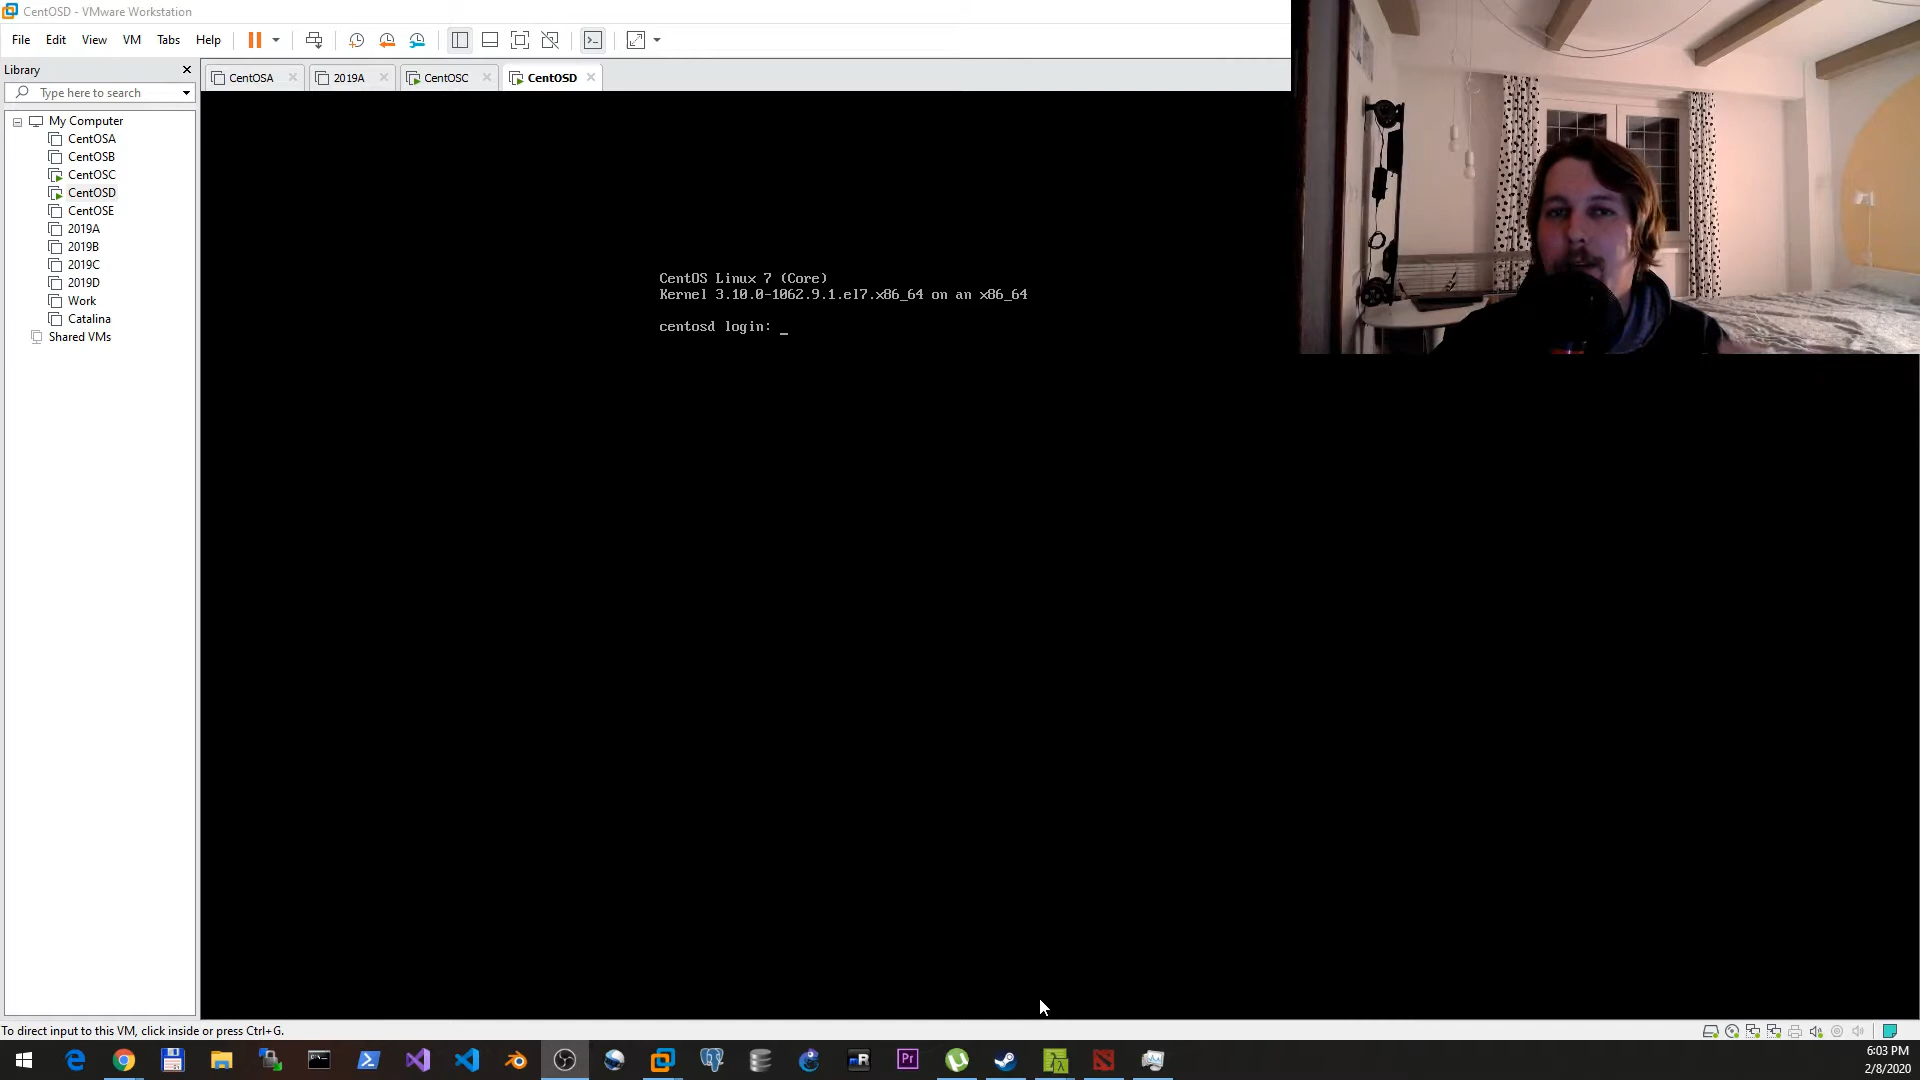 CentOSD - VMware Workstation
File Edit View VM Tabs Help
Library
Type here to search
My Computer
CentOSA
CentOSB
CentOSC
CentOSD
CentOSE
2019A
2019B
2019C
2019D
Work
Catalina
Shared VMs
CentOSA 2019A CentOSC CentOSD
CentOS Linux 7 (Core)
Kernel 3.10.0-1062.9.1.el7.x86_64 on an x86_64
centosd login: _
To direct input to this VM, click inside or press Ctrl+G.
mR
Pr
6:03 PM
2/8/2020